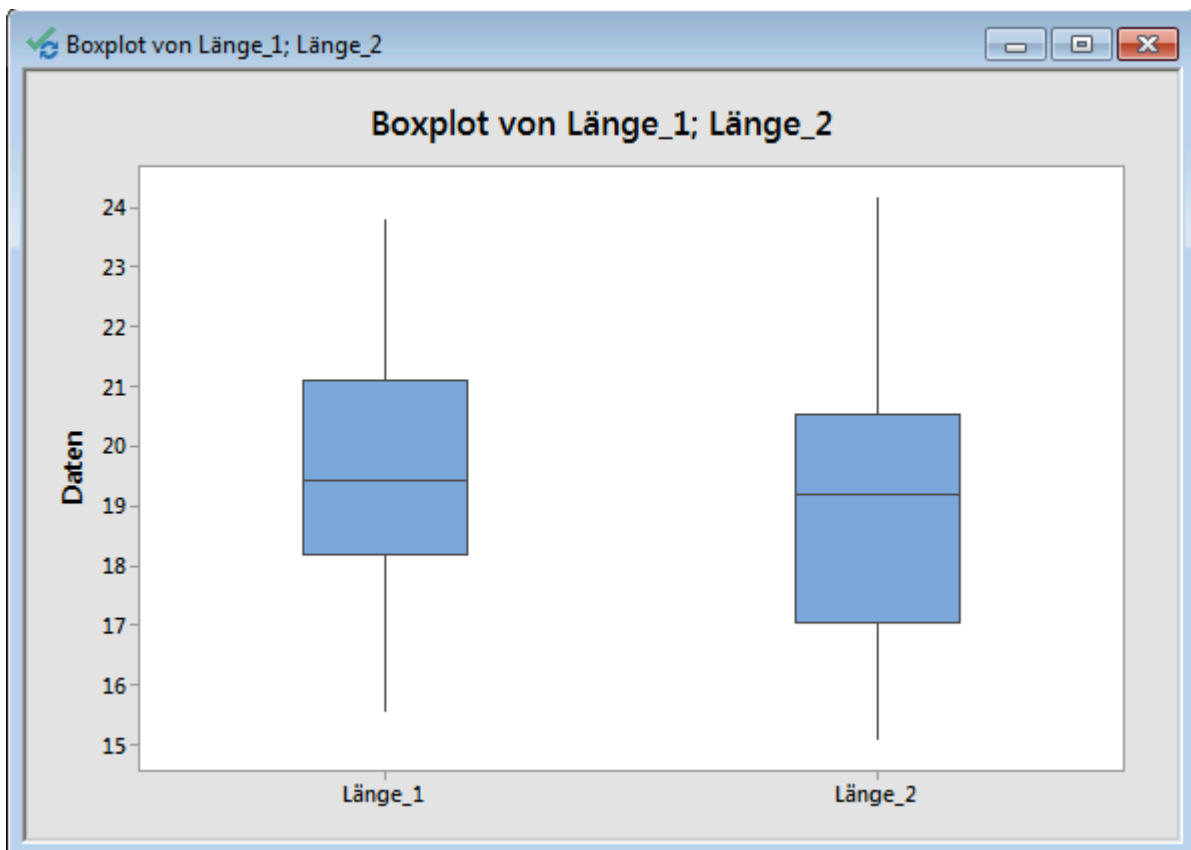 Boxplot von Länge_1; Länge_2
Boxplot von Länge_1; Länge_2
Daten
24
23
22
21
20
19
18
17
16
15
Länge_1
Länge_2